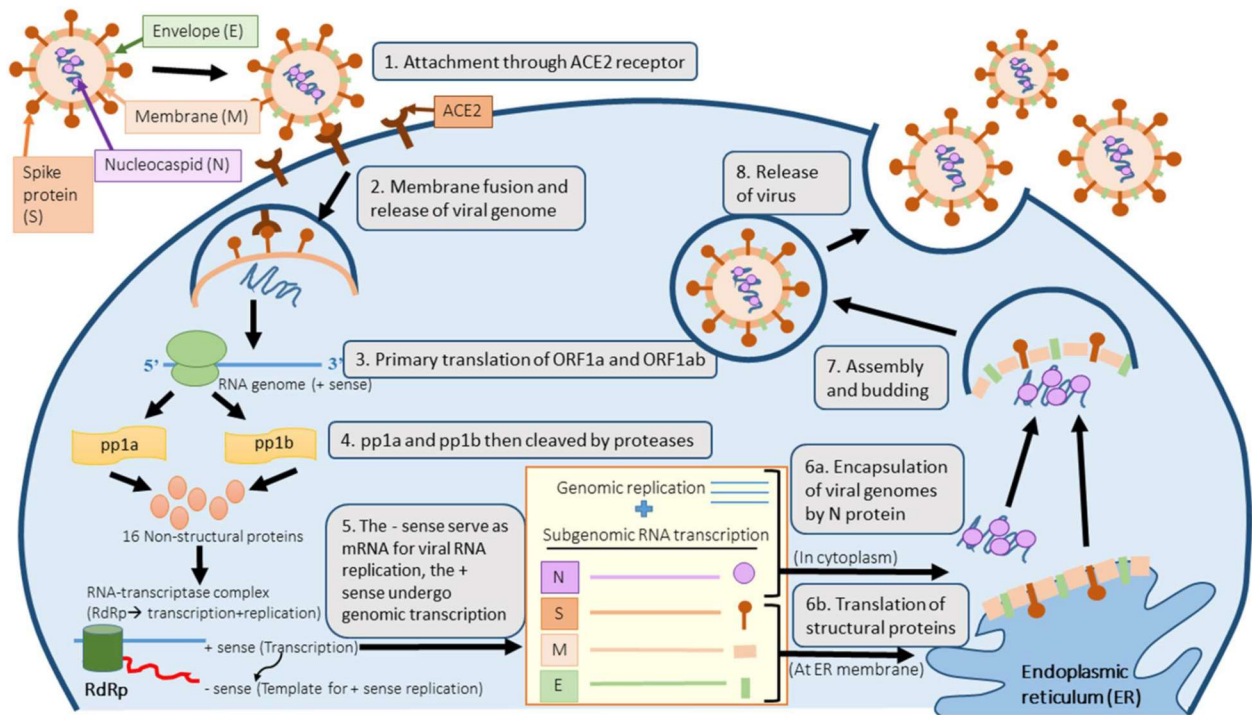 Envelope (E)
1. Attachment through ACE2 receptor
ACE2
Membrane (M)
Nucleocaspid (N)
Spike
protein
(S)
2. Membrane fusion and
release of viral genome
8. Release
of virus
5’
3’
3. Primary translation of ORF1a and ORF1ab
RNA genome (+ sense)
7. Assembly
and budding
pp1a
pp1b
4. pp1a and pp1b then cleaved by proteases
16 Non-structural proteins
5. The - sense serve as
mRNA for viral RNA
replication, the +
sense undergo
genomic transcription
Genomic replication
Subgenomic RNA transcription
N
S
M
E
6a. Encapsulation
of viral genomes
by N protein
(In cytoplasm)
6b. Translation of
structural proteins
(At ER membrane)
RNA-transcriptase complex
(RdRp→ transcription+replication)
+ sense (Transcription)
RdRp
- sense (Template for + sense replication)
Endoplasmic
reticulum (ER)